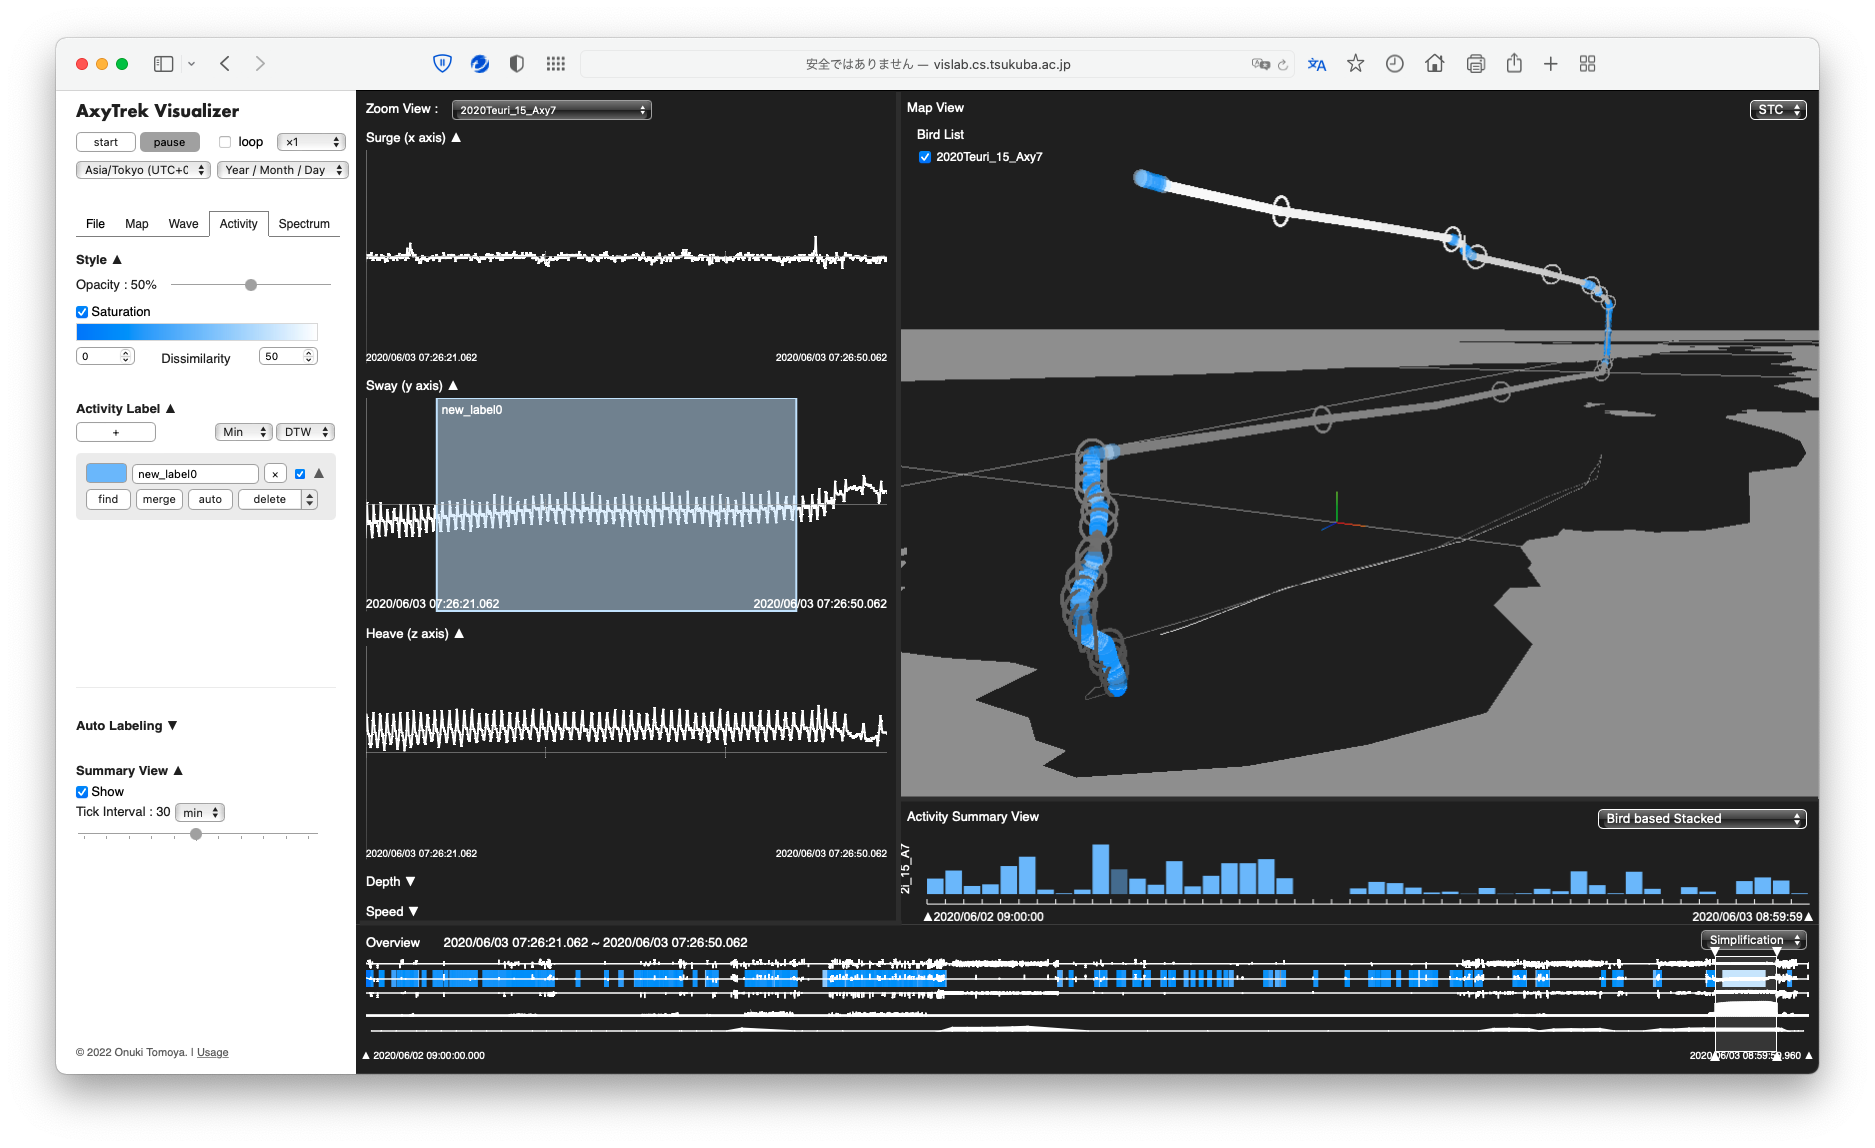 安全ではありません — vislab.cs.tsukuba.ac.jp
AxyTrek Visualizer
start
pause
loop
×1
Asia/Tokyo (UTC+0
Year / Month / Day
File
Map
Wave
Activity
Spectrum
Style ▲
Opacity : 50%
Saturation
0
Dissimilarity
50
Activity Label ▲
+
Min
DTW
new_label0
×
▲
find
merge
auto
delete
Auto Labeling ▼
Summary View ▲
Show
Tick Interval : 30
min
© 2022 Onuki Tomoya. | Usage
Zoom View :
2020Teuri_15_Axy7
Surge (x axis) ▲
2020/06/03 07:26:21.062
2020/06/03 07:26:50.062
Sway (y axis) ▲
new_label0
2020/06/03 07:26:21.062
2020/06/03 07:26:50.062
Heave (z axis) ▲
2020/06/03 07:26:21.062
2020/06/03 07:26:50.062
Depth ▼
Speed ▼
Map View
STC
Bird List
2020Teuri_15_Axy7
Activity Summary View
Bird based Stacked
2i_15_A7
▲2020/06/02 09:00:00
2020/06/03 08:59:59▲
Overview
2020/06/03 07:26:21.062 ~ 2020/06/03 07:26:50.062
Simplification
▲ 2020/06/02 09:00:00.000
2020/06/03 08:59:59.960 ▲